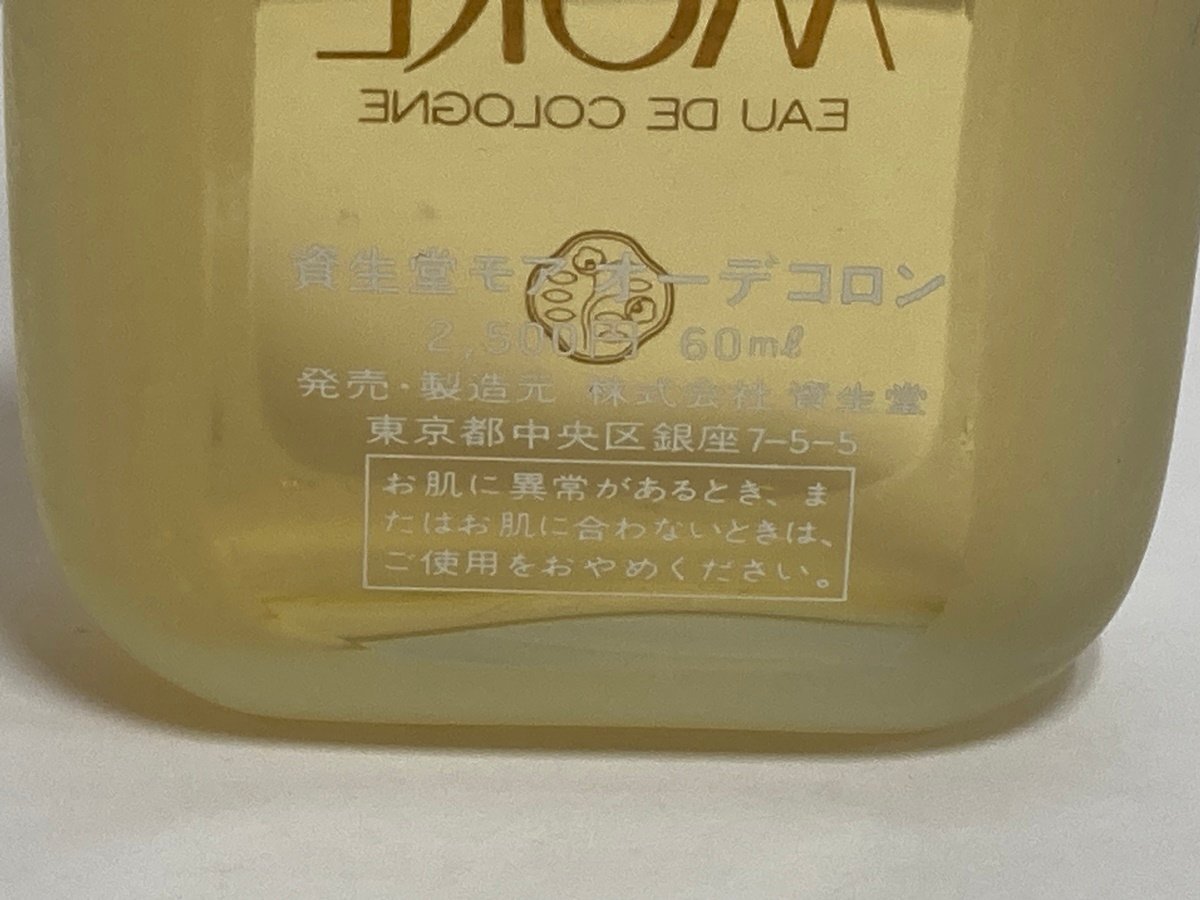 MORE
EAU DE COLOGNE
資生堂モア オーデコロン
2,500円 60mℓ
発売・製造元 株式会社 資生堂
東京都中央区銀座7-5-5
お肌に異常があるとき、ま
たはお肌に合わないときは、
ご使用をおやめください。